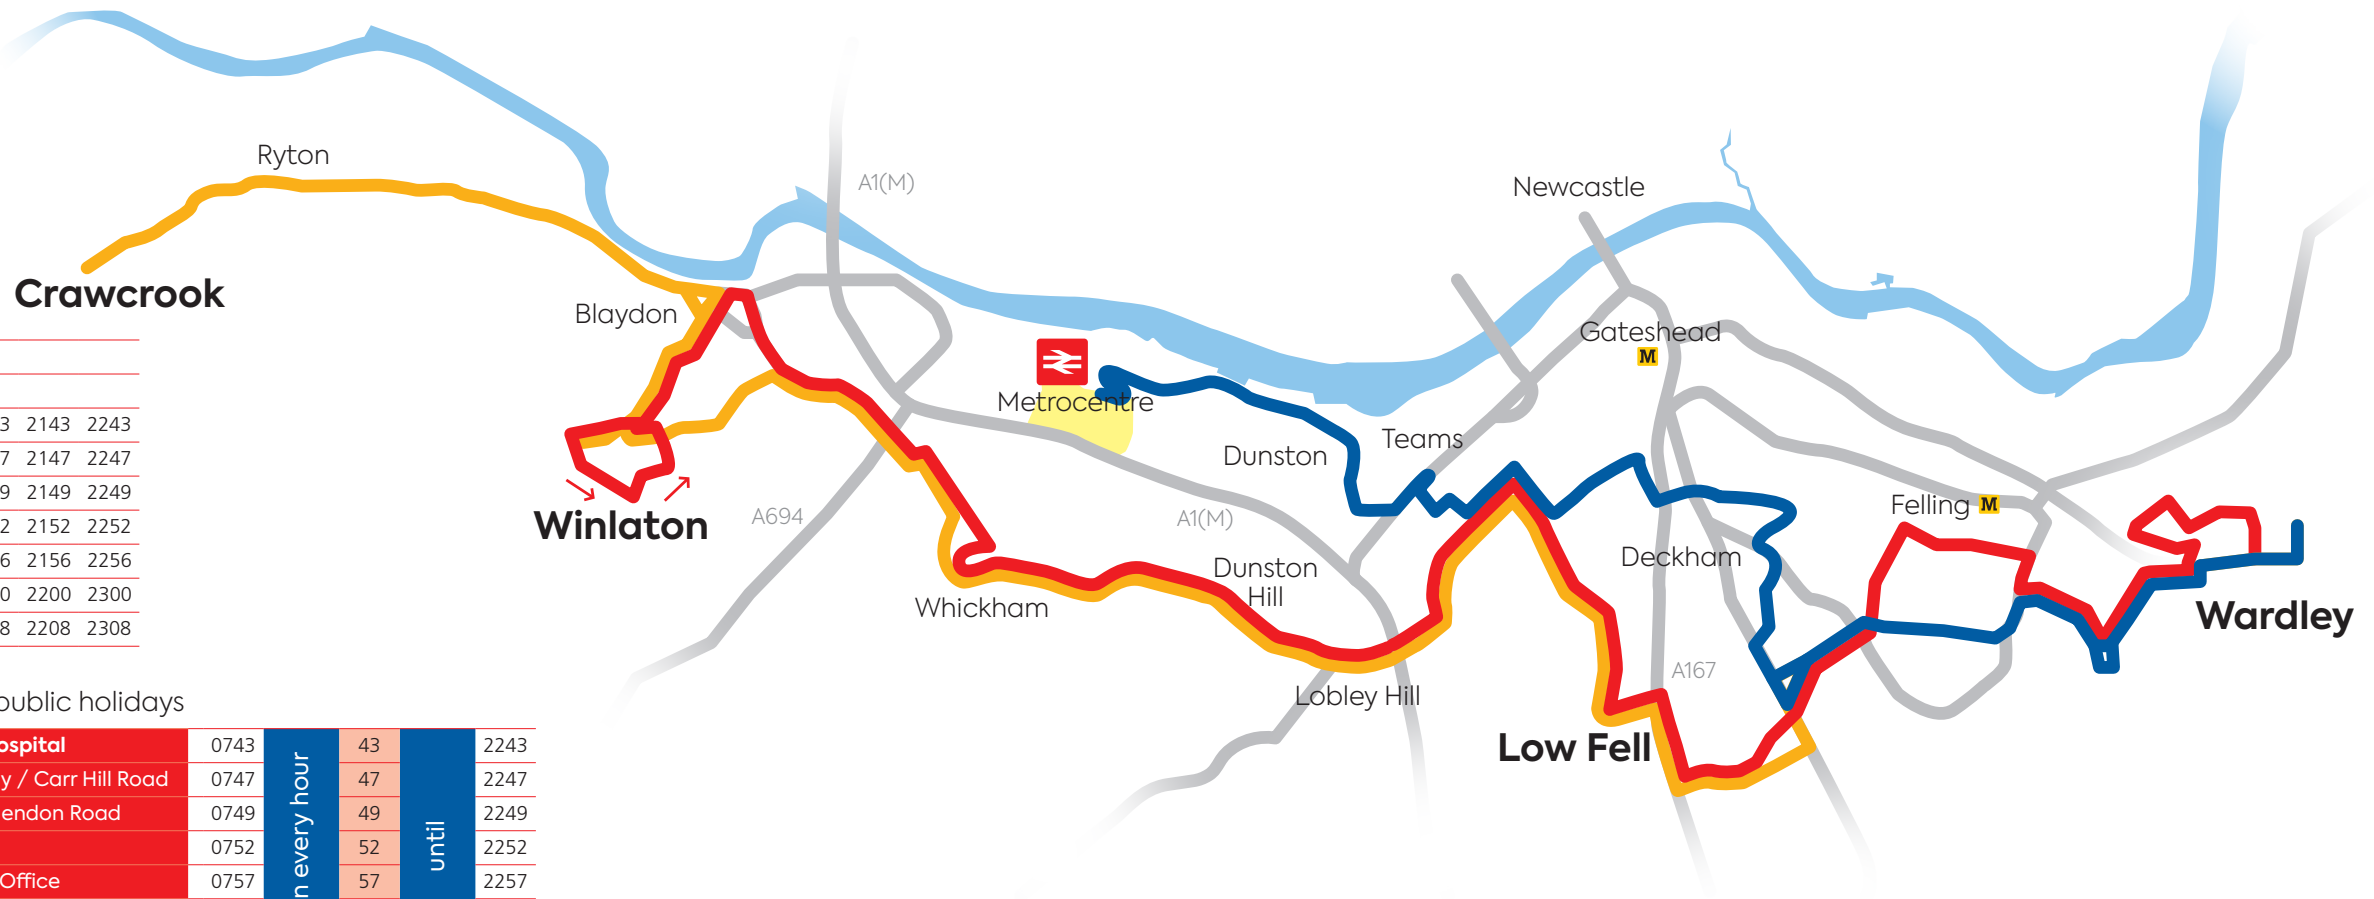 Ryton
A1(M)
Newcastle
Crawcrook
Blaydon
Gateshead
M
Metrocentre
Teams
Dunston
Winlaton
A694
A1(M)
Felling M
Deckham
Dunston
Hill
Whickham
Wardley
A167
Lobley Hill
Low Fell
3 2143 2243
7 2147 2247
9 2149 2249
2 2152 2252
6 2156 2256
0 2200 2300
8 2208 2308
public holidays
ospital 0743 43 2243
y / Carr Hill Road 0747 47 2247
endon Road 0749 49 2249
0752 52 2252
Office 0757 57 2257
n every hour
until